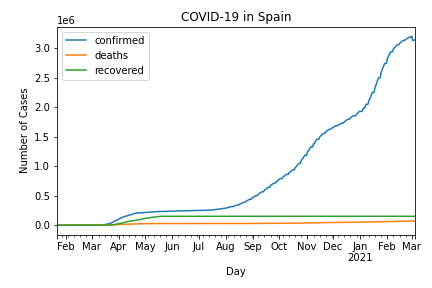 COVID-19 in Spain
1e6
confirmed
deaths
recovered
Number of Cases
3.0
2.5
2.0
1.5
1.0
0.5
0.0
Feb Mar Apr May Jun Jul Aug Sep Oct Nov Dec Jan Feb Mar
2021
Day